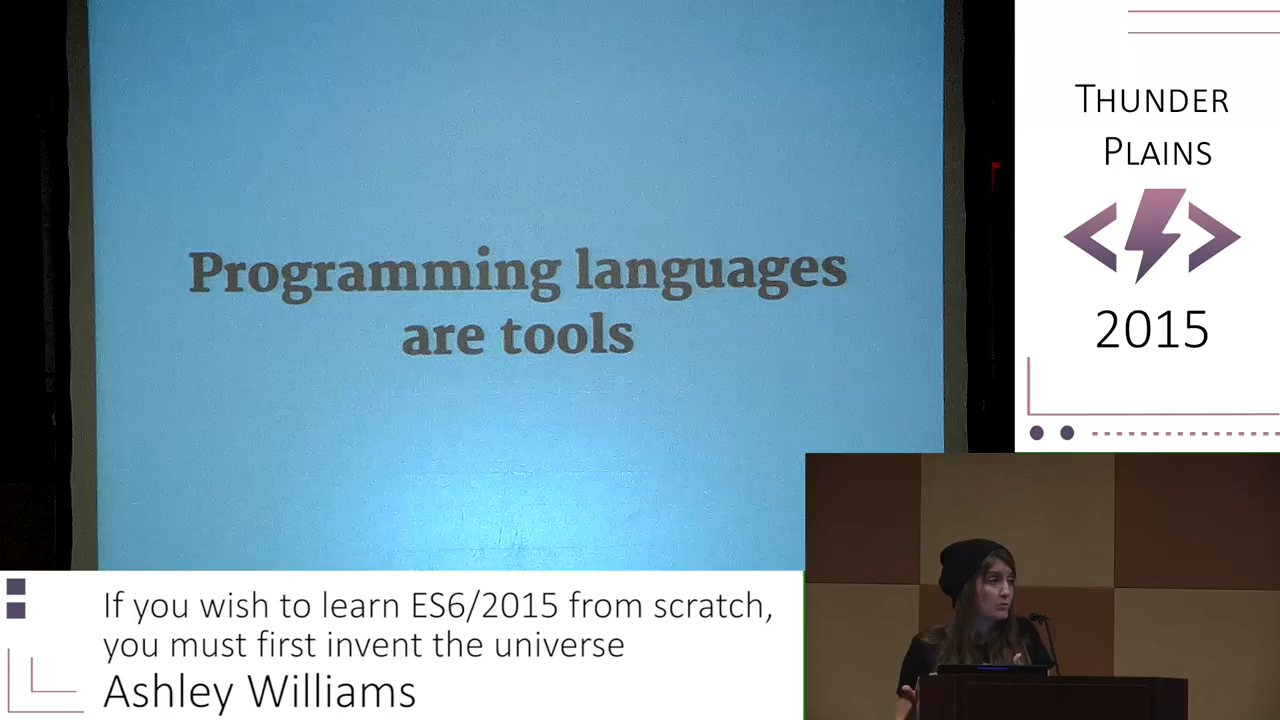 Programming languages
are tools
THUNDER
PLAINS
2015
If you wish to learn ES6/2015 from scratch,
you must first invent the universe
Ashley Williams